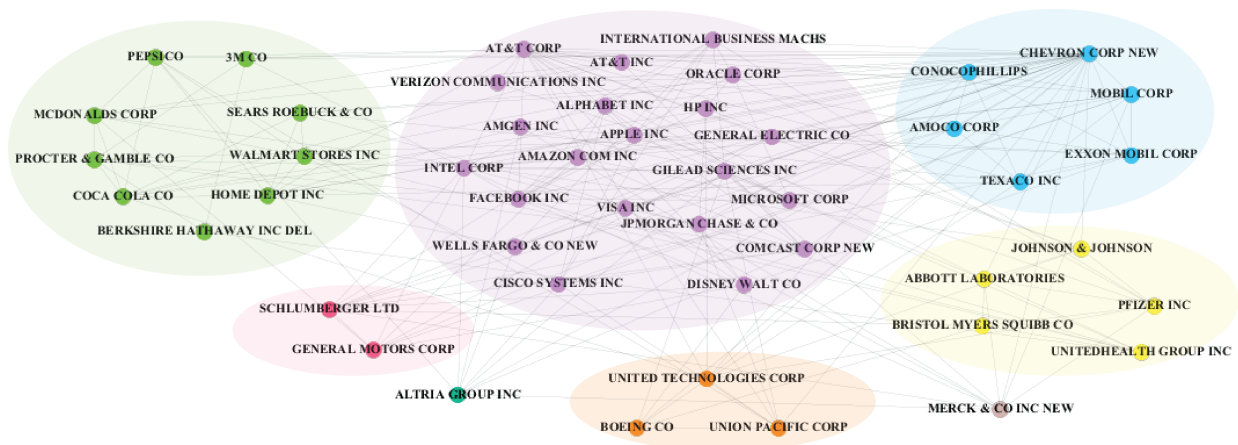 PEPSICO
3M CO
MCDONALDS CORP
SEARS ROEBUCK & CO
PROCTER & GAMBLE CO
WALMART STORES INC
COCA COLA CO
HOME DEPOT INC
BERKSHIRE HATHAWAY INC DEL
AT&T CORP
INTERNATIONAL BUSINESS MACHS
AT&T INC
ORACLE CORP
VERIZON COMMUNICATIONS INC
ALPHABET INC
HP INC
AMGEN INC
APPLE INC
GENERAL ELECTRIC CO
AMAZON COM INC
INTEL CORP
GILEAD SCIENCES INC
FACEBOOK INC
VISA INC
MICROSOFT CORP
JPMORGAN CHASE & CO
WELLS FARGO & CO NEW
COMCAST CORP NEW
CISCO SYSTEMS INC
DISNEY WALT CO
CHEVRON CORP NEW
CONOCOPHILLIPS
MOBIL CORP
AMOCO CORP
EXXON MOBIL CORP
TEXACO INC
JOHNSON & JOHNSON
ABBOTT LABORATORIES
PFIZER INC
BRISTOL MYERS SQUIBB CO
UNITEDHEALTH GROUP INC
SCHLUMBERGER LTD
GENERAL MOTORS CORP
ALTRIA GROUP INC
UNITED TECHNOLOGIES CORP
BOEING CO
UNION PACIFIC CORP
MERCK & CO INC NEW